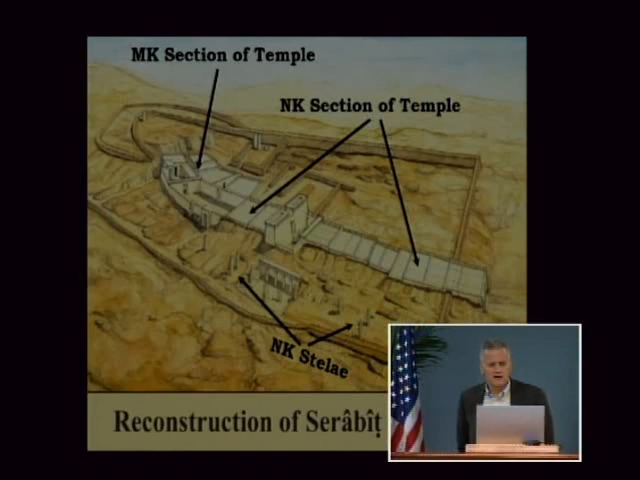 MK Section of Temple
NK Section of Temple
NK Stelae
Reconstruction of Serâbîṭ